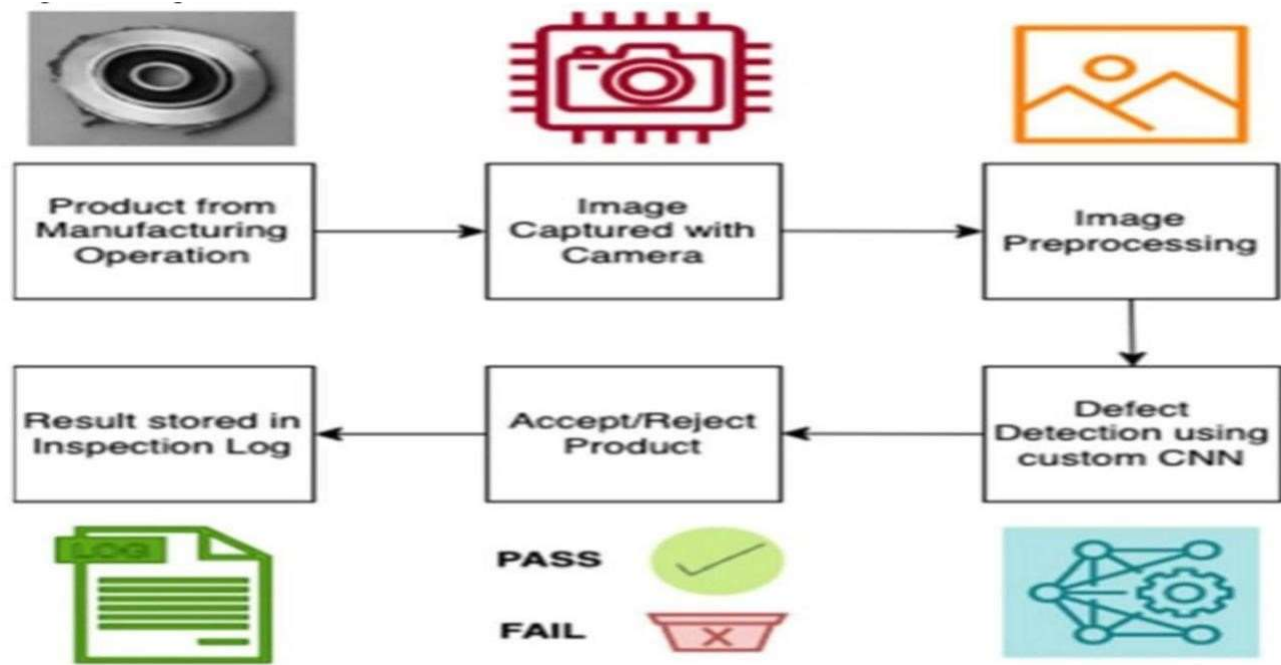 Product from
Manufacturing
Operation
Image
Captured with
Camera
Image
Preprocessing
Defect
Detection using
custom CNN
Accept/Reject
Product
Result stored in
Inspection Log
LOG
PASS
FAIL